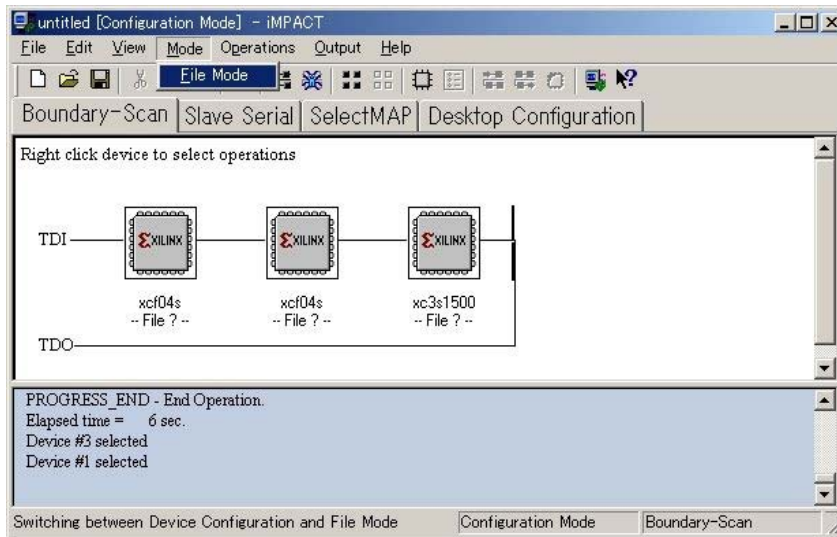 untitled [Configuration Mode] - iMPACT
File Edit View Mode Operations Output Help
File Mode
Boundary-Scan Slave Serial SelectMAP Desktop Configuration
Right click device to select operations
TDI
XILINX XILINX XILINX
xcf04s xcf04s xc3s1500
-- File ? -- -- File ? -- -- File ? --
TDO
PROGRESS_END - End Operation.
Elapsed time = 6 sec.
Device #3 selected
Device #1 selected
Switching between Device Configuration and File Mode Configuration Mode Boundary-Scan